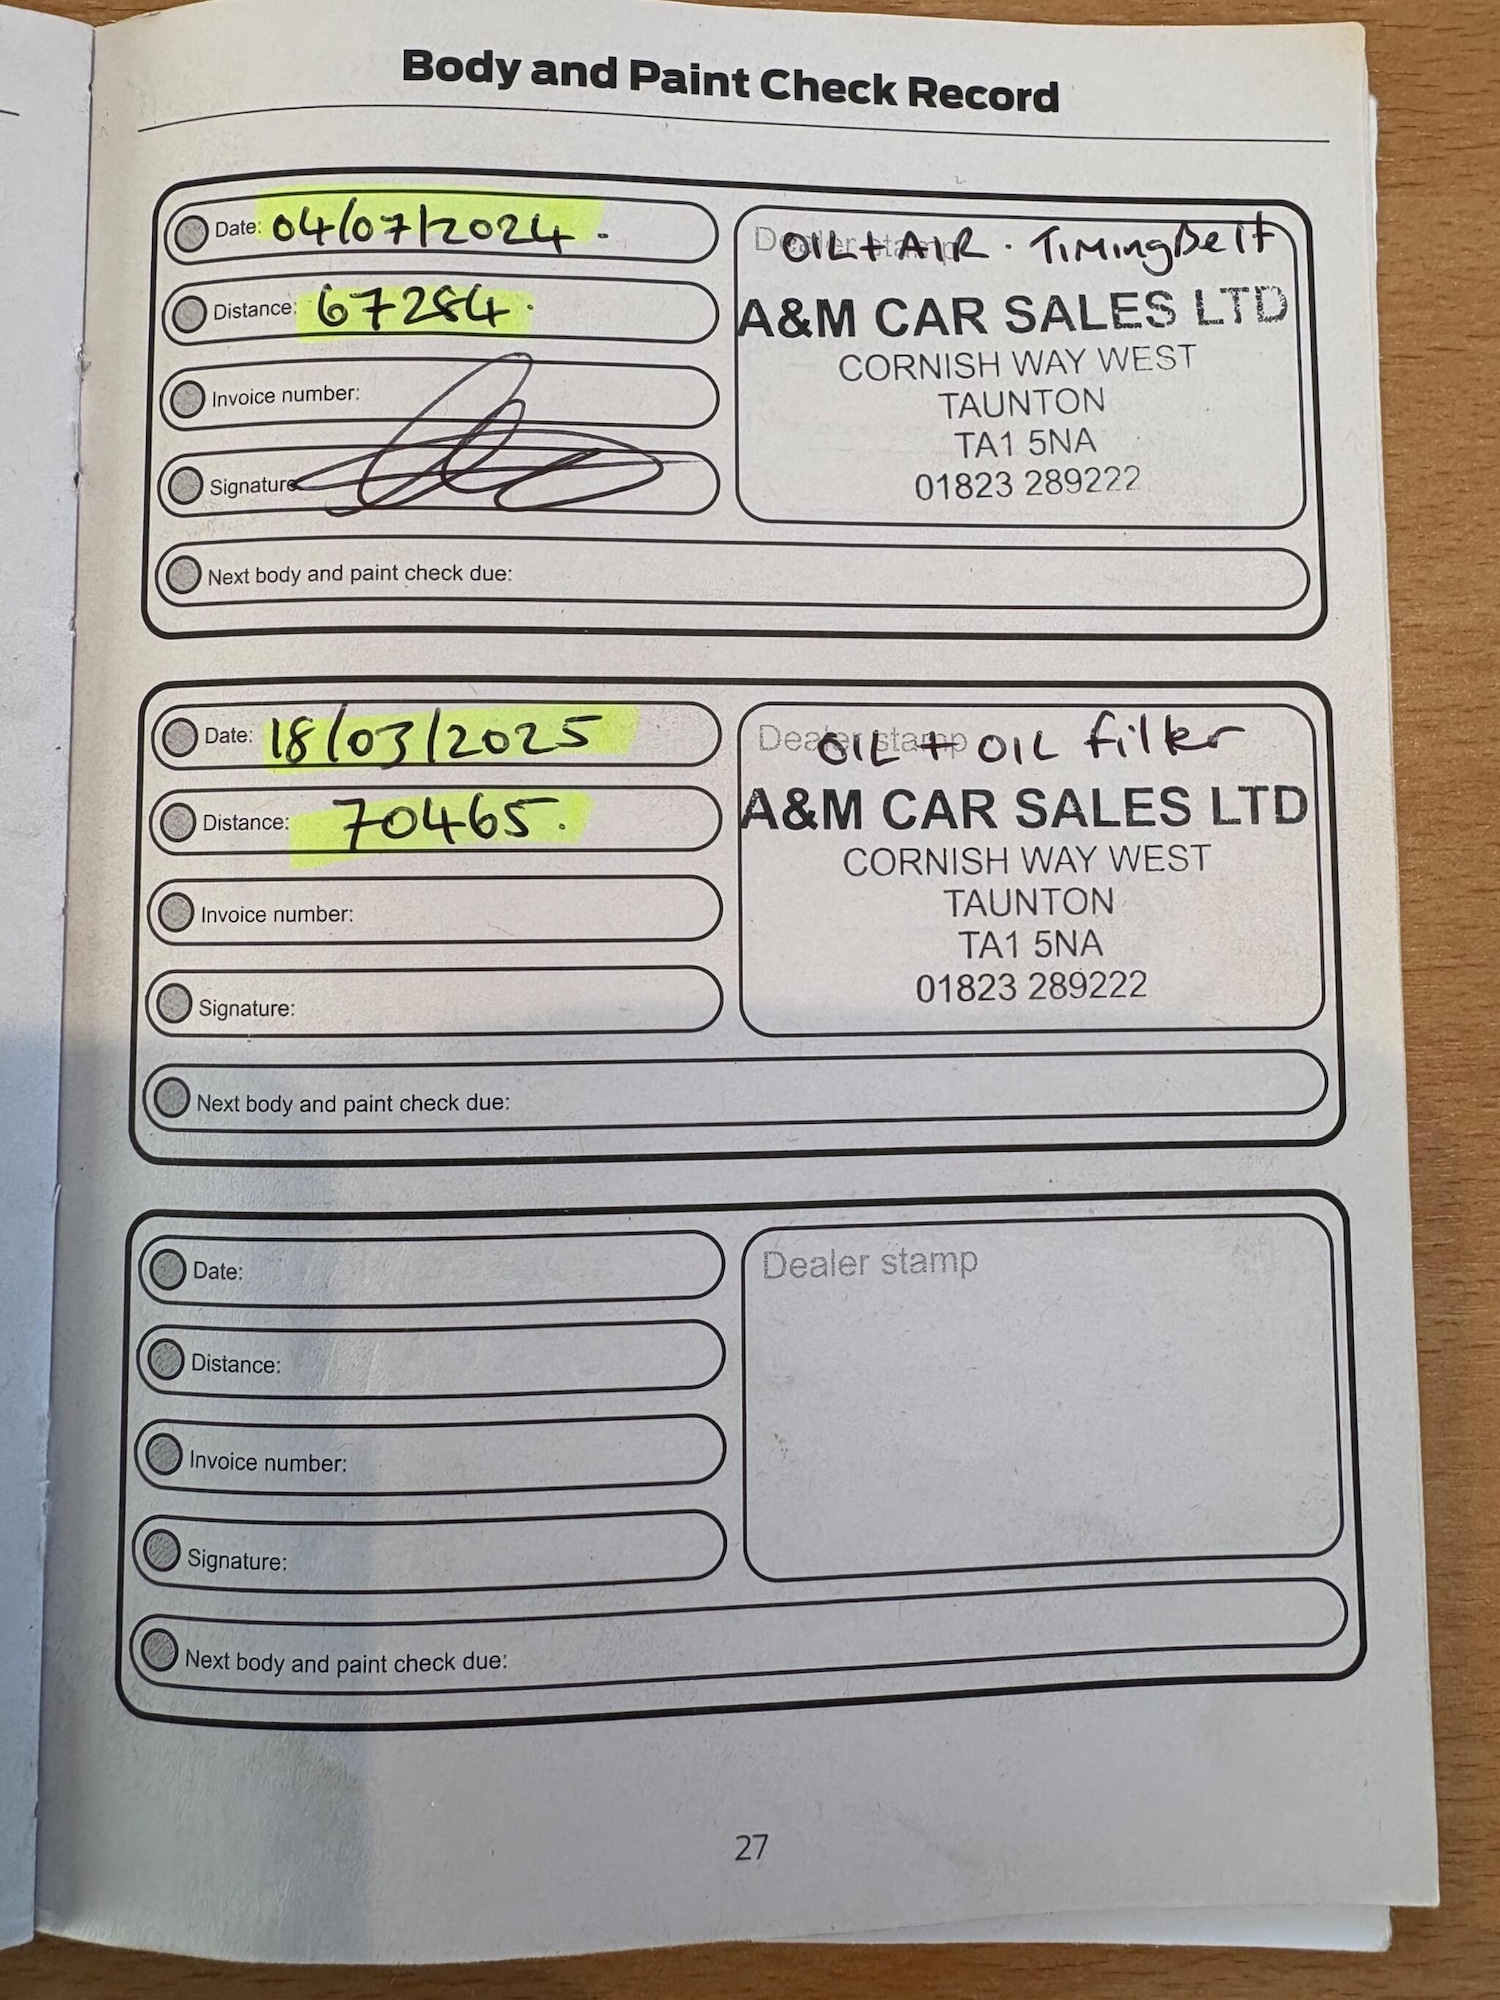 Body and Paint Check Record
Date: 04/07/2024.
Distance: 67284.
Invoice number:
Signature
Next body and paint check due:
Dealer stamp
OIL + AIR. TimingBelt
A&M CAR SALES LTD
CORNISH WAY WEST
TAUNTON
TA1 5NA
01823 289222
Date: 18/03/2025
Distance: 70465.
Invoice number:
Signature:
Next body and paint check due:
Dealer stamp
OIL + OIL filter
A&M CAR SALES LTD
CORNISH WAY WEST
TAUNTON
TA1 5NA
01823 289222
Date:
Distance:
Invoice number:
Signature:
Next body and paint check due:
Dealer stamp
27